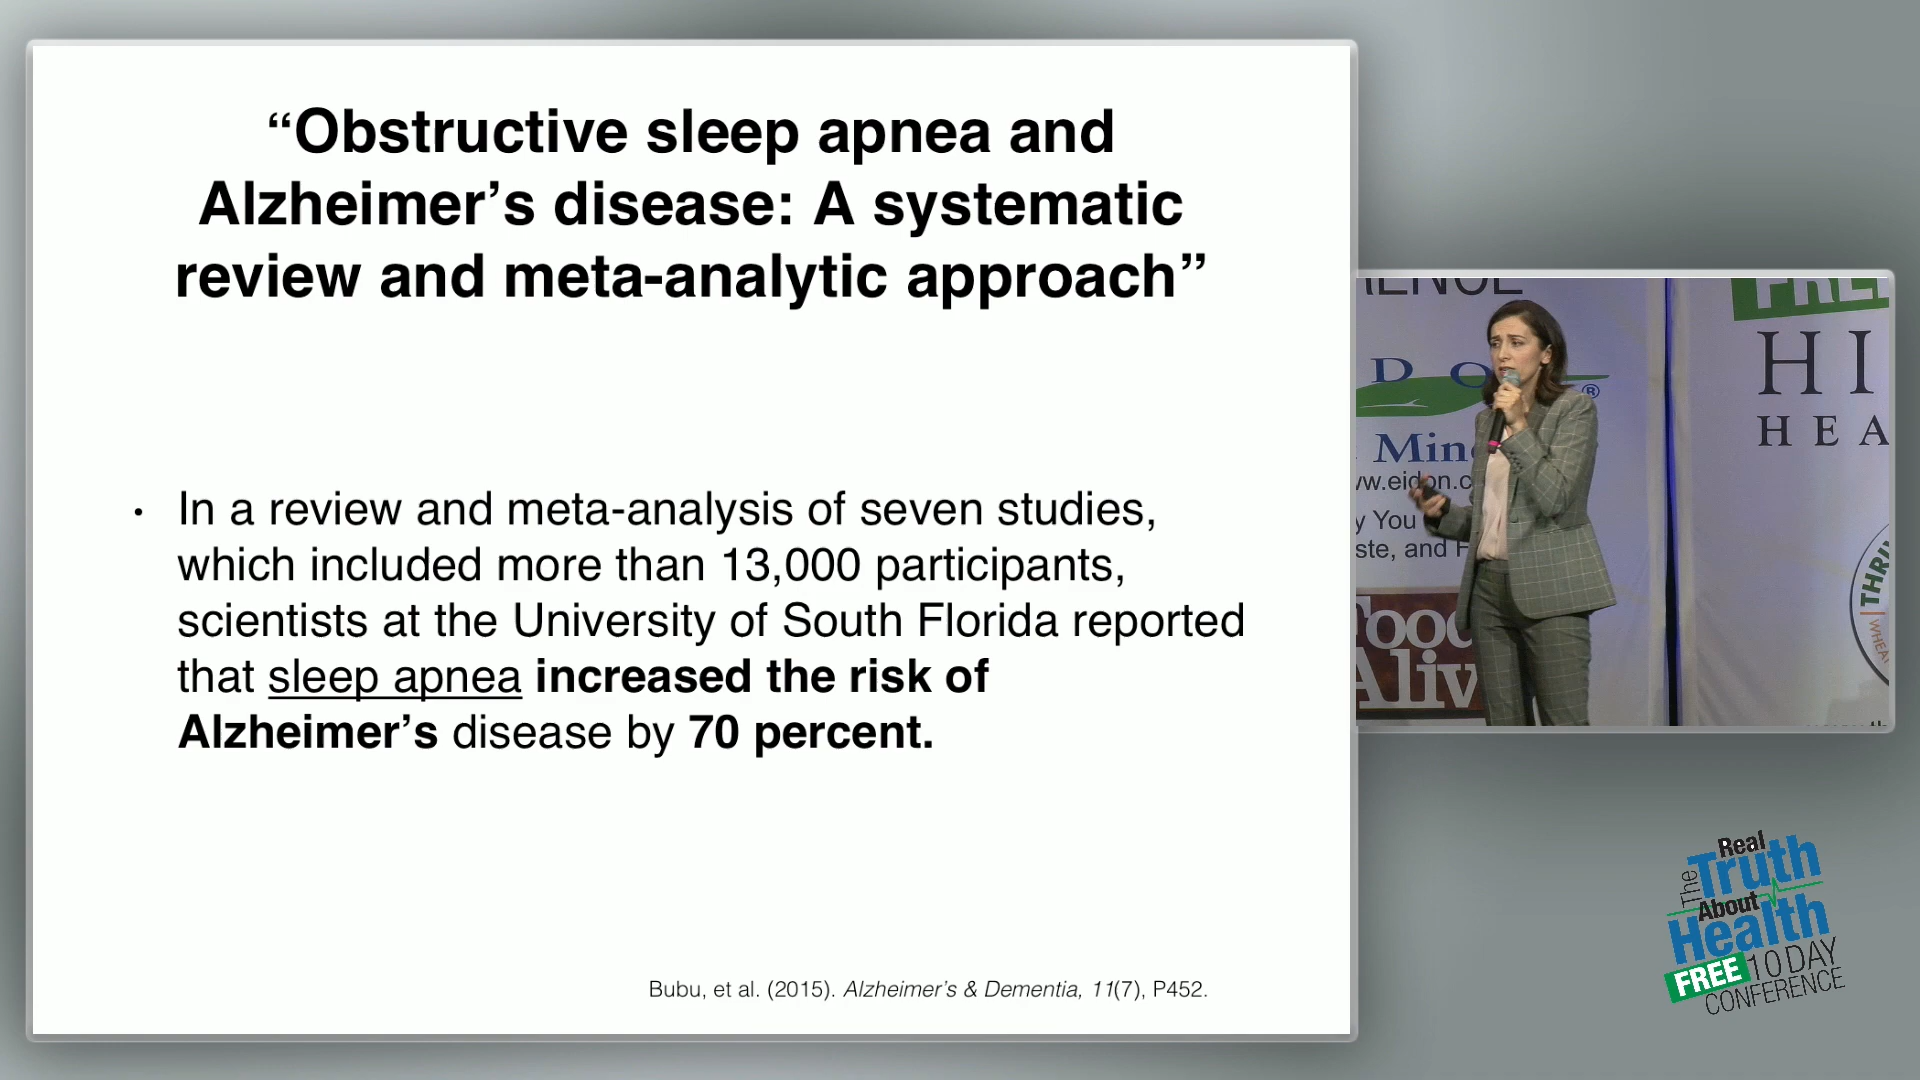 “Obstructive sleep apnea and
Alzheimer’s disease: A systematic
review and meta-analytic approach”
• In a review and meta-analysis of seven studies,
which included more than 13,000 participants,
scientists at the University of South Florida reported
that sleep apnea increased the risk of
Alzheimer’s disease by 70 percent.
Bubu, et al. (2015). Alzheimer’s & Dementia, 11(7), P452.
D O
®
Min
HI
HEA
y You
ste, and F
THRI
WHEA
The Real
Truth
About
Health
FREE 10 DAY
CONFERENCE